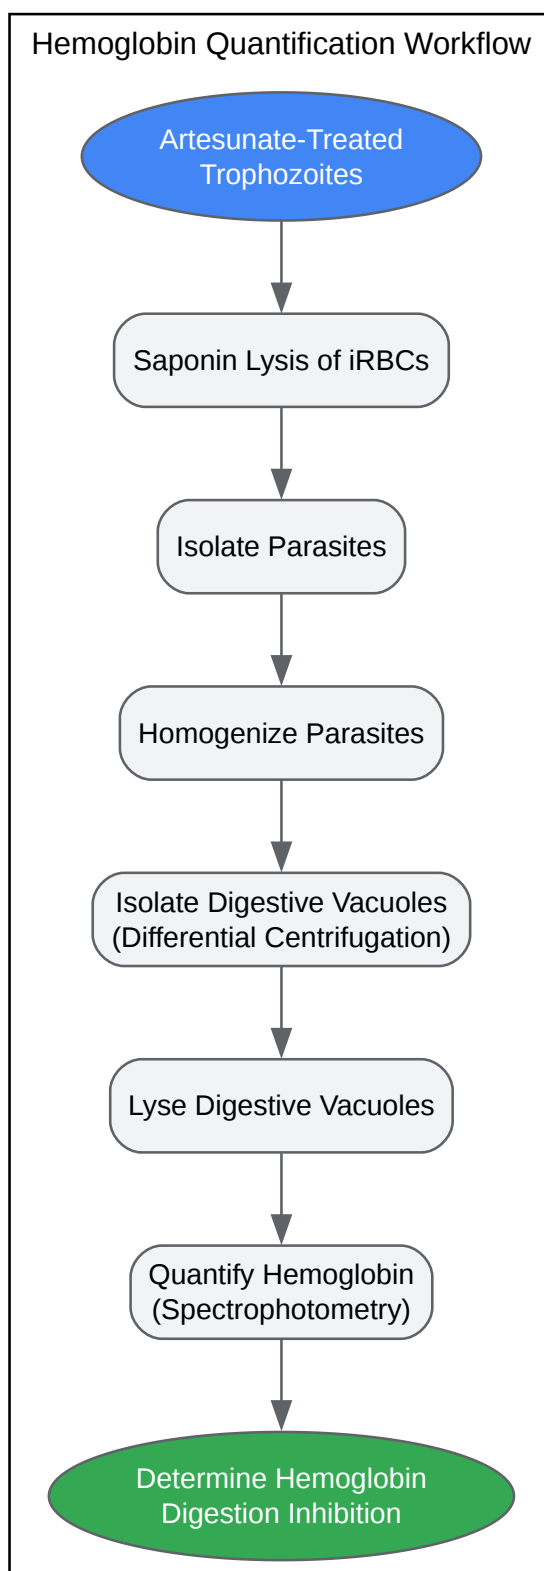 Hemoglobin Quantification Workflow
Artesunate-Treated
Trophozoites
Saponin Lysis of iRBCs
Isolate Parasites
Homogenize Parasites
Isolate Digestive Vacuoles
(Differential Centrifugation)
Lyse Digestive Vacuoles
Quantify Hemoglobin
(Spectrophotometry)
Determine Hemoglobin
Digestion Inhibition